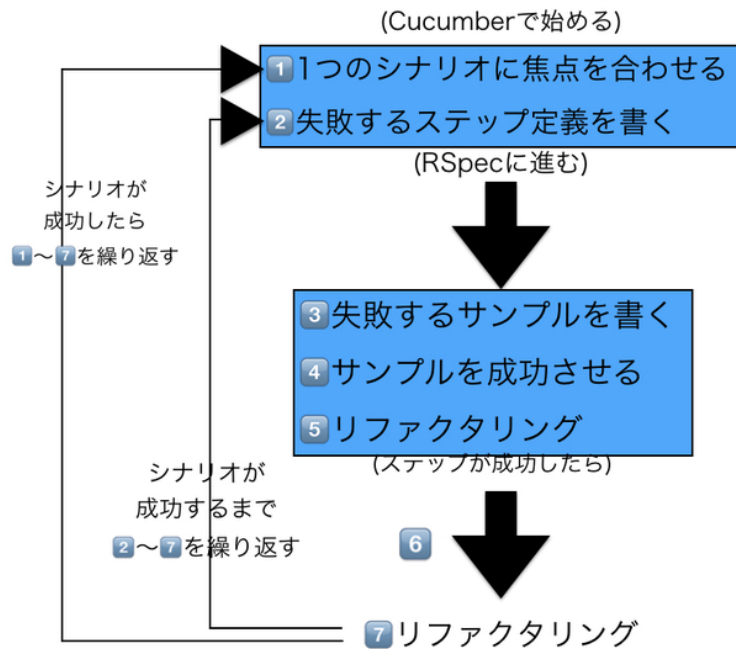 (Cucumberで始める)
1 1つのシナリオに焦点を合わせる
2 失敗するステップ定義を書く
(RSpecに進む)
シナリオが
成功したら
1〜7を繰り返す
3 失敗するサンプルを書く
4 サンプルを成功させる
5 リファクタリング
(ステップが成功したら)
シナリオが
成功するまで
2〜7を繰り返す
6
7 リファクタリング